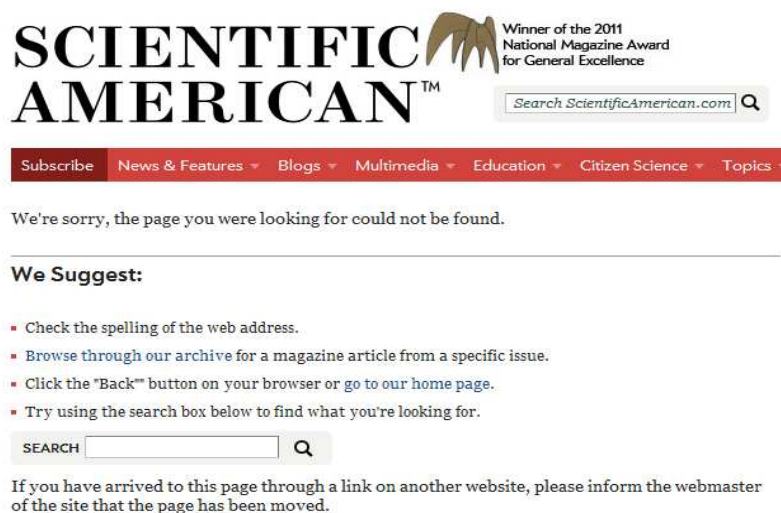 SCIENTIFIC
AMERICAN™
Winner of the 2011
National Magazine Award
for General Excellence
Search ScientificAmerican.com
Subscribe News & Features Blogs Multimedia Education Citizen Science Topics
We're sorry, the page you were looking for could not be found.
We Suggest:
Check the spelling of the web address.
Browse through our archive for a magazine article from a specific issue.
Click the "Back"" button on your browser or go to our home page.
Try using the search box below to find what you're looking for.
SEARCH
If you have arrived to this page through a link on another website, please inform the webmaster
of the site that the page has been moved.